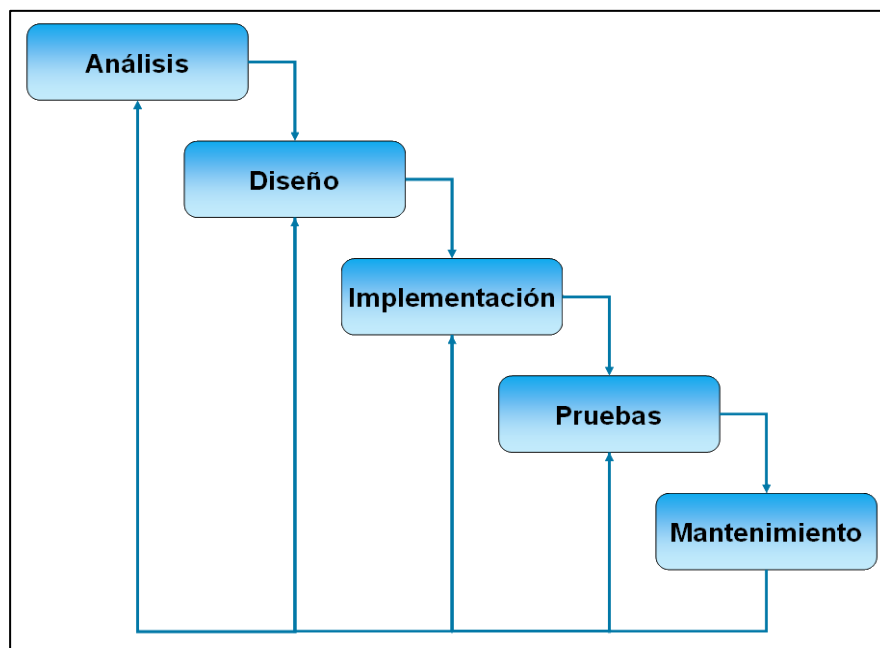 Análisis
Diseño
Implementación
Pruebas
Mantenimiento